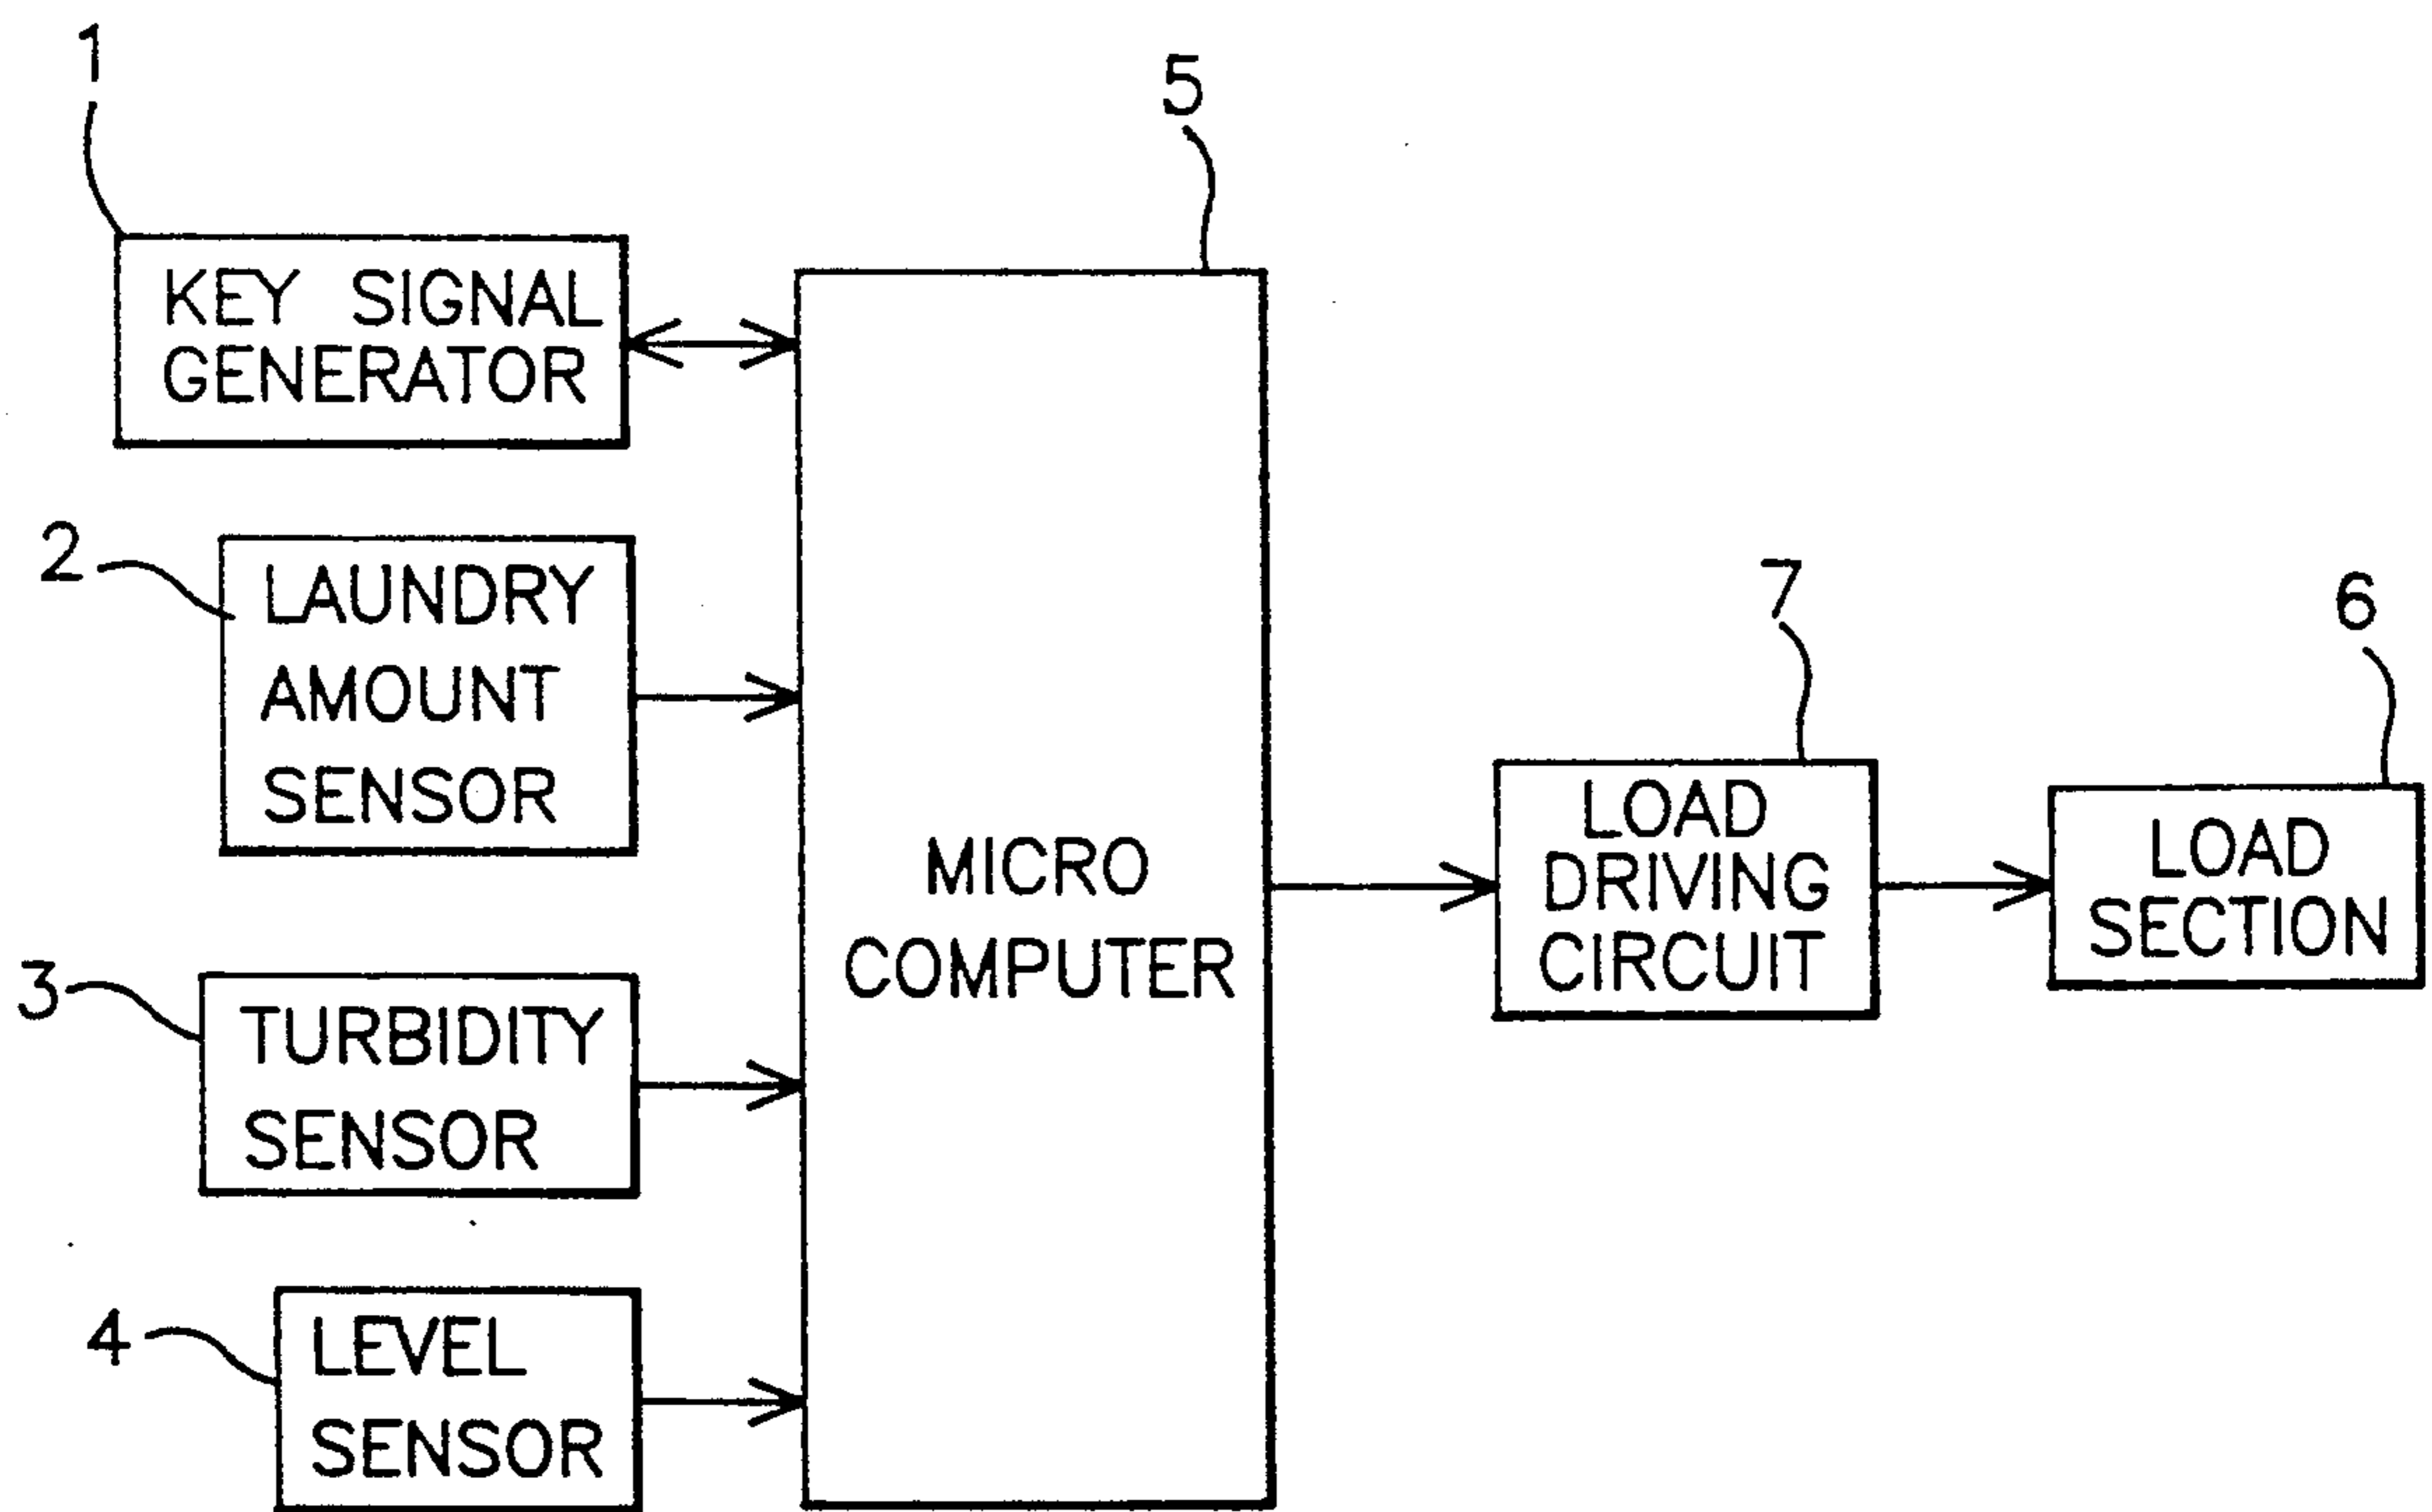 1
KEY SIGNAL
GENERATOR
2
LAUNDRY
AMOUNT
SENSOR
3
TURBIDITY
SENSOR
4
LEVEL
SENSOR
5
MICRO
COMPUTER
7
LOAD
DRIVING
CIRCUIT
6
LOAD
SECTION